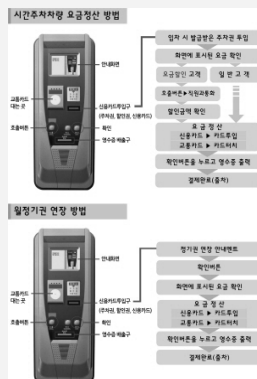 시간주차차량 요금정산 방법
입차 시 발급받은 주차권 투입
화면에 표시된 요금 확인
요금할인 고객
일 반 고 객
호출버튼 ▶ 직원과통화
할인금액 확인
요 금 정 산
신용카드 ▶ 카드투입
교통카드 ▶ 카드터치
확인버튼을 누르고 영수증 출력
결제완료(출차)
안내화면
교통카드
대는 곳
신용카드투입구
(주차권, 할인권, 신용카드)
호출버튼
확인
영수증 배출구
월정기권 연장 방법
정기권 연장 안내멘트
확인버튼
화면에 표시된 요금 확인
요 금 정 산
신용카드 ▶ 카드투입
교통카드 ▶ 카드터치
확인버튼을 누르고 영수증 출력
결제완료(출차)
안내화면
교통카드
대는 곳
신용카드투입구
(주차권, 할인권, 신용카드)
호출버튼
확인
영수증 배출구